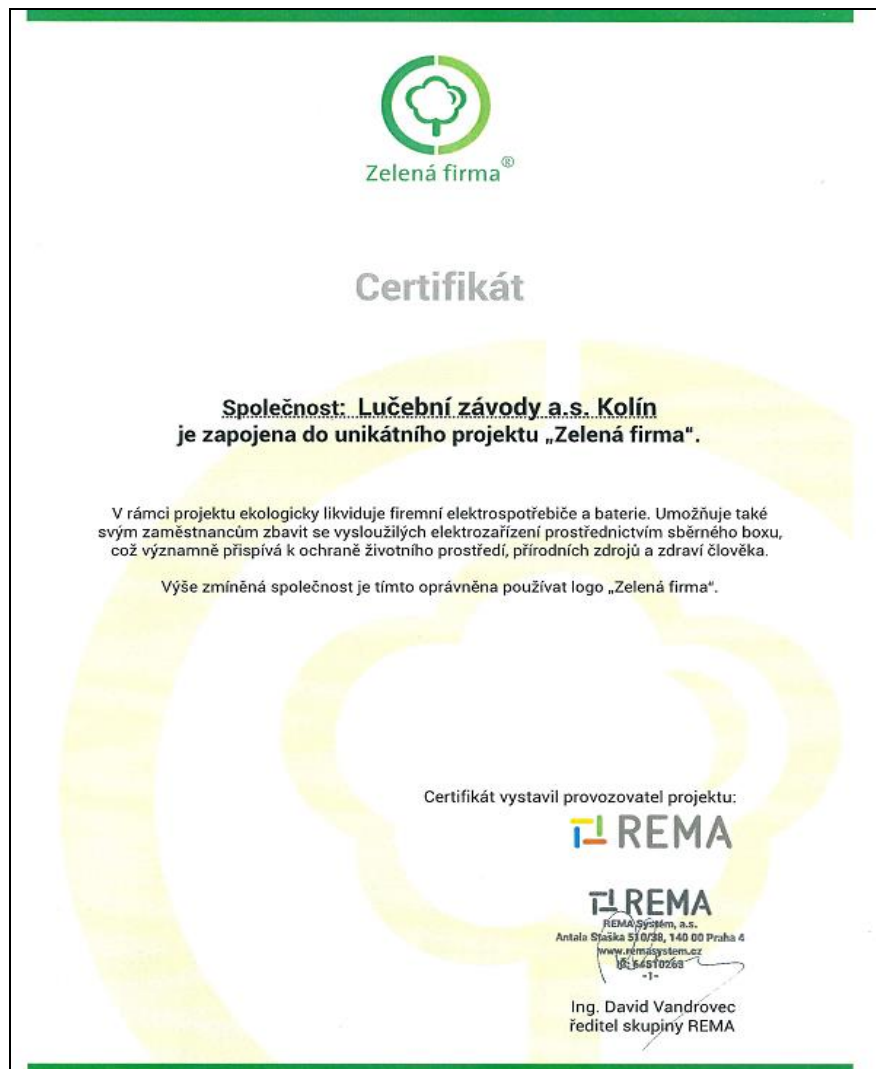 Zelená firma®
Certifikát
Společnost: Lučební závody a.s. Kolín
je zapojena do unikátního projektu „Zelená firma“.
V rámci projektu ekologicky likviduje firemní elektrospotřebiče a baterie. Umožňuje také
svým zaměstnancům zbavit se vysloužilých elektrozařízení prostřednictvím sběrného boxu,
což významně přispívá k ochraně životního prostředí, přírodních zdrojů a zdraví člověka.
Výše zmíněná společnost je tímto oprávněna používat logo „Zelená firma“.
Certifikát vystavil provozovatel projektu:
REMA
REMA
REMA Systém, a.s.
Antala Staška 510/38, 140 00 Praha 4
www.remasystem.cz
64510263
-1-
Ing. David Vandrovec
ředitel skupiny REMA